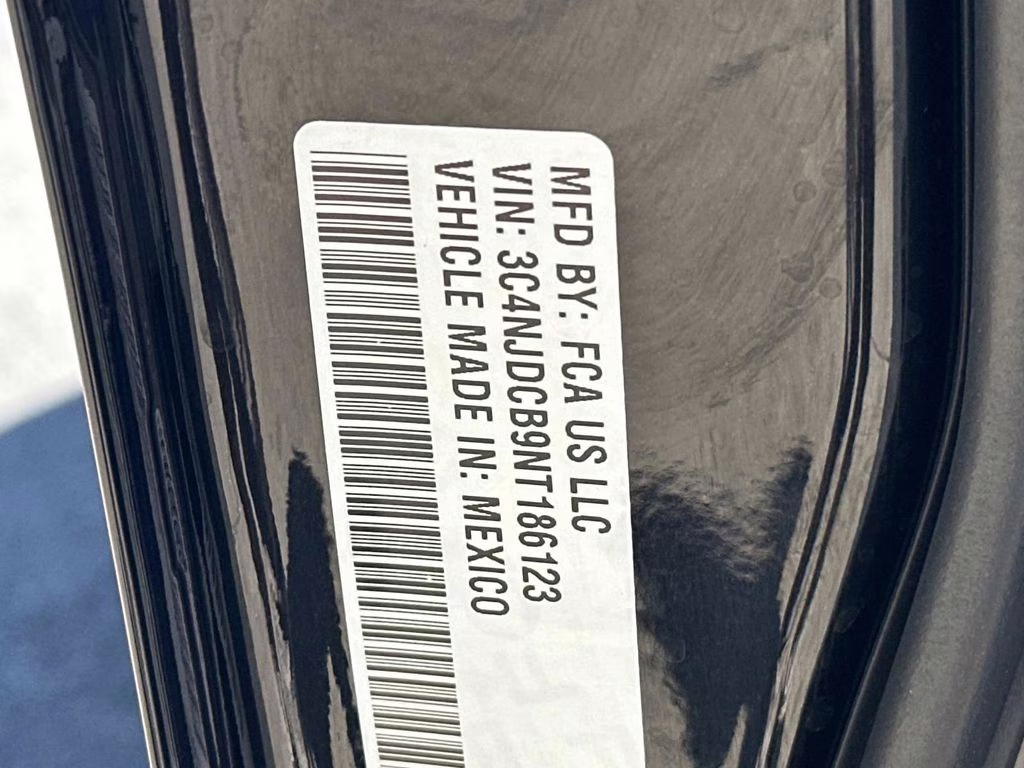 MFD BY: FCA US LLC
VIN: 3C4NJDCB9NT186123
VEHICLE MADE IN: MEXICO